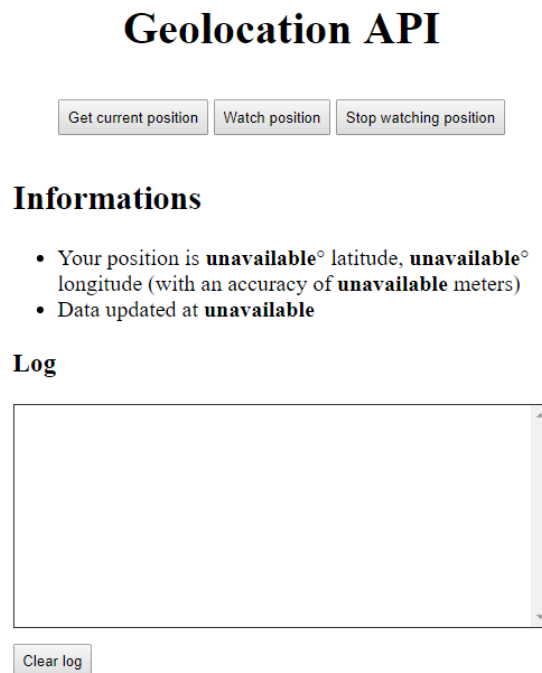 Geolocation API
Get current position Watch position Stop watching position
Informations
• Your position is unavailable° latitude, unavailable°
longitude (with an accuracy of unavailable meters)
• Data updated at unavailable
Log
Clear log